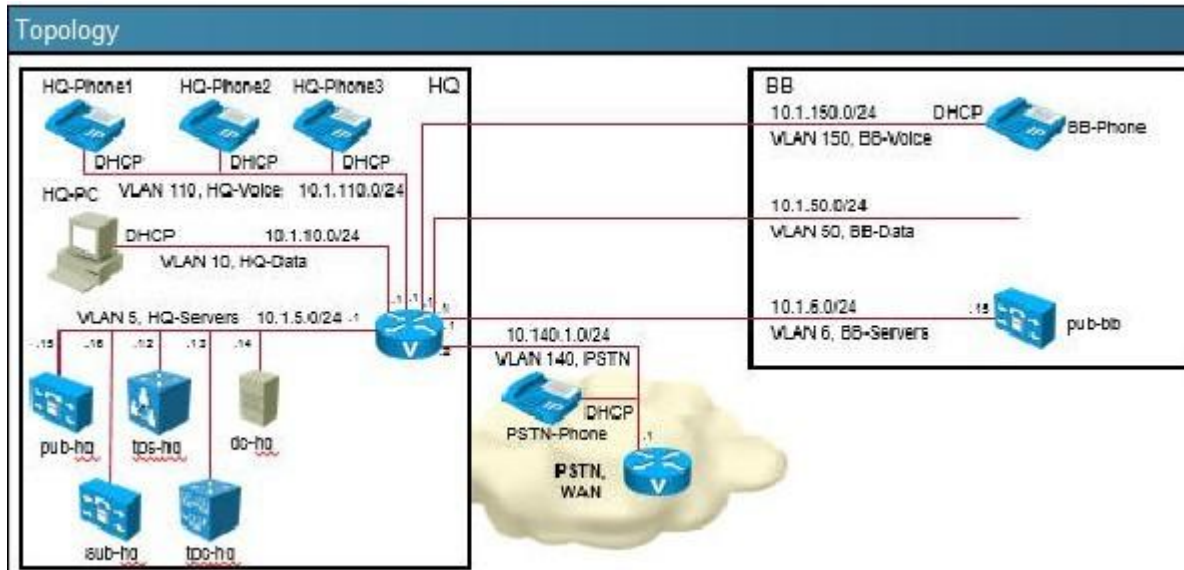 Topology
HQ-Phone1
HQ-Phone2
HQ-Phone3
HQ
DHCP
DHCP
DHCP
HQ-PC
VLAN 110, HQ-Voice, 10.1.110.0/24
DHCP
10.1.10.0/24
VLAN 10, HQ-Data
VLAN 5, HQ-Servers
10.1.5.0/24
.1
.15
.16
.12
.13
.14
pub-hq
tps-hq
dc-hq
sub-hq
.1
.1
.1
.1
.1
.2
V
BB
10.1.150.0/24
DHCP
BB-Phone
VLAN 150, BB-Voice
10.1.50.0/24
VLAN 50, BB-Data
10.1.6.0/24
.15
VLAN 6, BB-Servers
pub-bb
10.140.1.0/24
VLAN 140, PSTN
DHCP
PSTN-Phone
.1
PSTN,
WAN
V